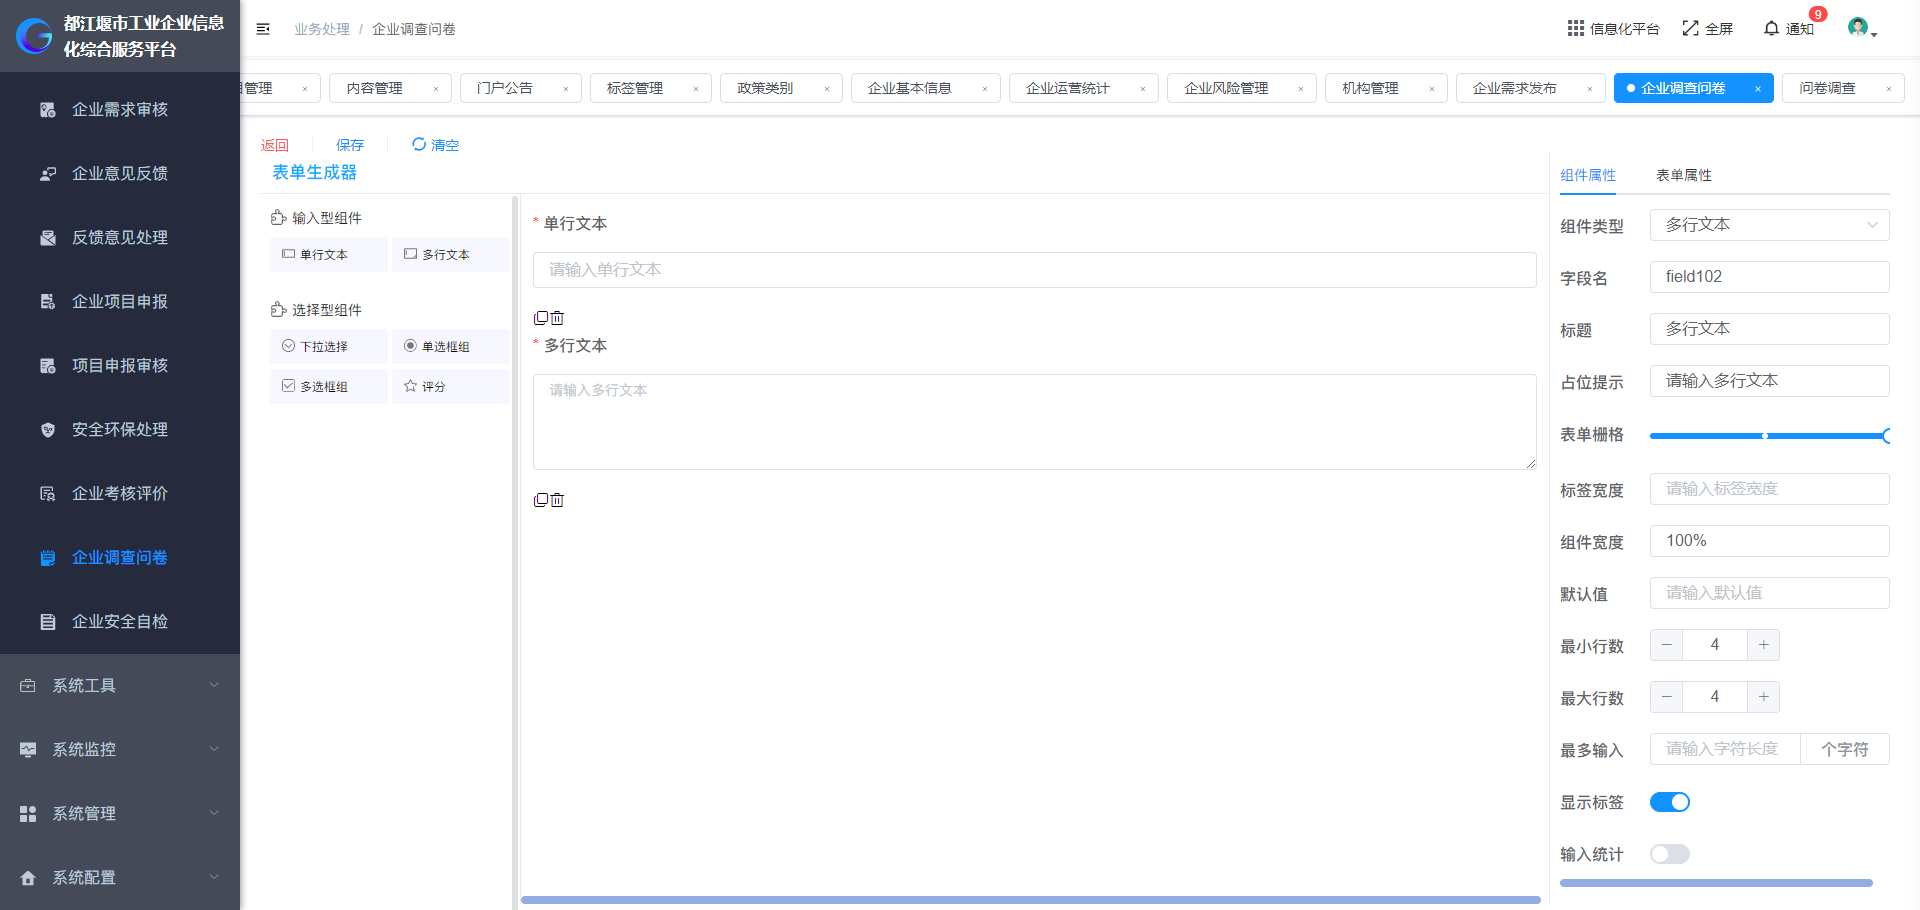 都江堰市工业企业信息
化综合服务平台
业务处理 / 企业调查问卷
信息化平台
全屏
通知
9
管理 ×
内容管理 ×
门户公告 ×
标签管理 ×
政策类别 ×
企业基本信息 ×
企业运营统计 ×
企业风险管理 ×
机构管理 ×
企业需求发布 ×
企业调查问卷 ×
问卷调查 ×
企业需求审核
企业意见反馈
反馈意见处理
企业项目申报
项目申报审核
安全环保处理
企业考核评价
企业调查问卷
企业安全自检
系统工具
系统监控
系统管理
系统配置
返回
保存
清空
表单生成器
输入型组件
单行文本
多行文本
选择型组件
下拉选择
单选框组
多选框组
评分
* 单行文本
请输入单行文本
* 多行文本
请输入多行文本
组件属性
表单属性
组件类型 多行文本
字段名 field102
标题 多行文本
占位提示 请输入多行文本
表单栅格
标签宽度 请输入标签宽度
组件宽度 100%
默认值 请输入默认值
最小行数 − 4 +
最大行数 − 4 +
最多输入 请输入字符长度 个字符
显示标签
输入统计